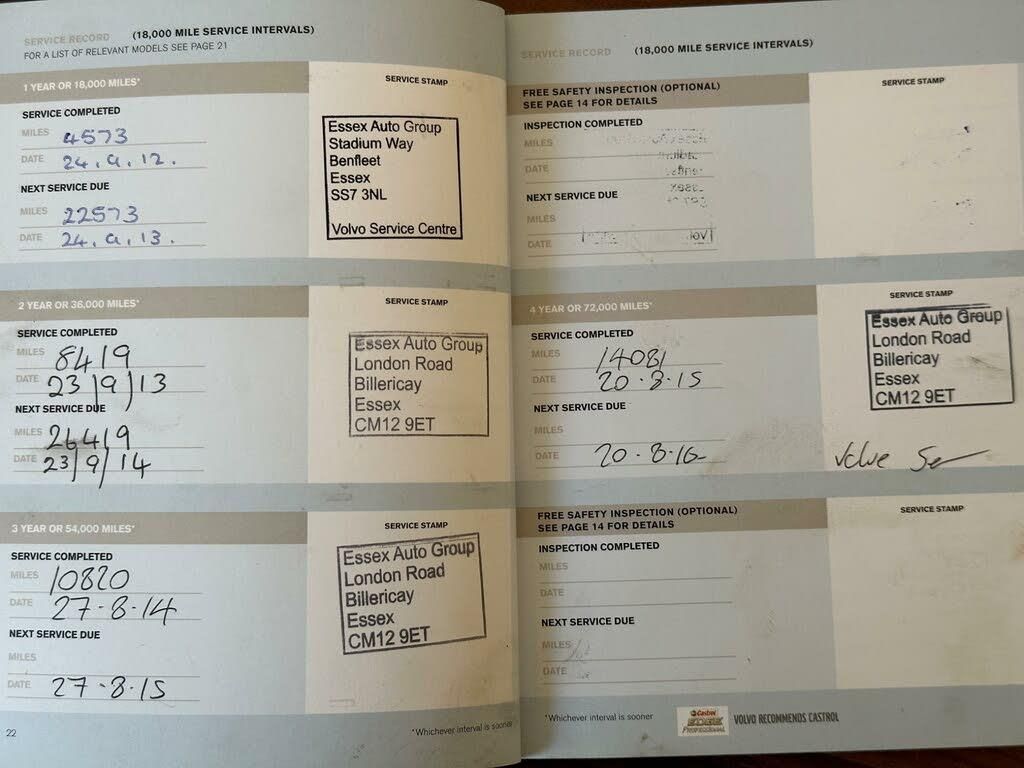 SERVICE RECORD (18,000 MILE SERVICE INTERVALS)
FOR A LIST OF RELEVANT MODELS SEE PAGE 21
1 YEAR OR 18,000 MILES*
SERVICE STAMP
SERVICE COMPLETED
MILES 4573
DATE 24.9.12.
NEXT SERVICE DUE
MILES 22573
DATE 24.9.13.
Essex Auto Group
Stadium Way
Benfleet
Essex
SS7 3NL
Volvo Service Centre
2 YEAR OR 36,000 MILES*
SERVICE STAMP
SERVICE COMPLETED
MILES 8419
DATE 23/9/13
NEXT SERVICE DUE
MILES 26419
DATE 23/9/14
Essex Auto Group
London Road
Billericay
Essex
CM12 9ET
3 YEAR OR 54,000 MILES*
SERVICE STAMP
SERVICE COMPLETED
MILES 10820
DATE 27-8-14
NEXT SERVICE DUE
MILES
DATE 27-8-15
Essex Auto Group
London Road
Billericay
Essex
CM12 9ET
22
*Whichever interval is sooner
SERVICE RECORD (18,000 MILE SERVICE INTERVALS)
FREE SAFETY INSPECTION (OPTIONAL)
SEE PAGE 14 FOR DETAILS
SERVICE STAMP
INSPECTION COMPLETED
MILES
DATE
NEXT SERVICE DUE
MILES
DATE
4 YEAR OR 72,000 MILES*
SERVICE STAMP
SERVICE COMPLETED
MILES 14081
DATE 20-8-15
NEXT SERVICE DUE
MILES
DATE 20-8-16
Essex Auto Group
London Road
Billericay
Essex
CM12 9ET
FREE SAFETY INSPECTION (OPTIONAL)
SEE PAGE 14 FOR DETAILS
SERVICE STAMP
INSPECTION COMPLETED
MILES
DATE
NEXT SERVICE DUE
MILES
DATE
*Whichever interval is sooner
Castrol
EDGE
Professional
VOLVO RECOMMENDS CASTROL